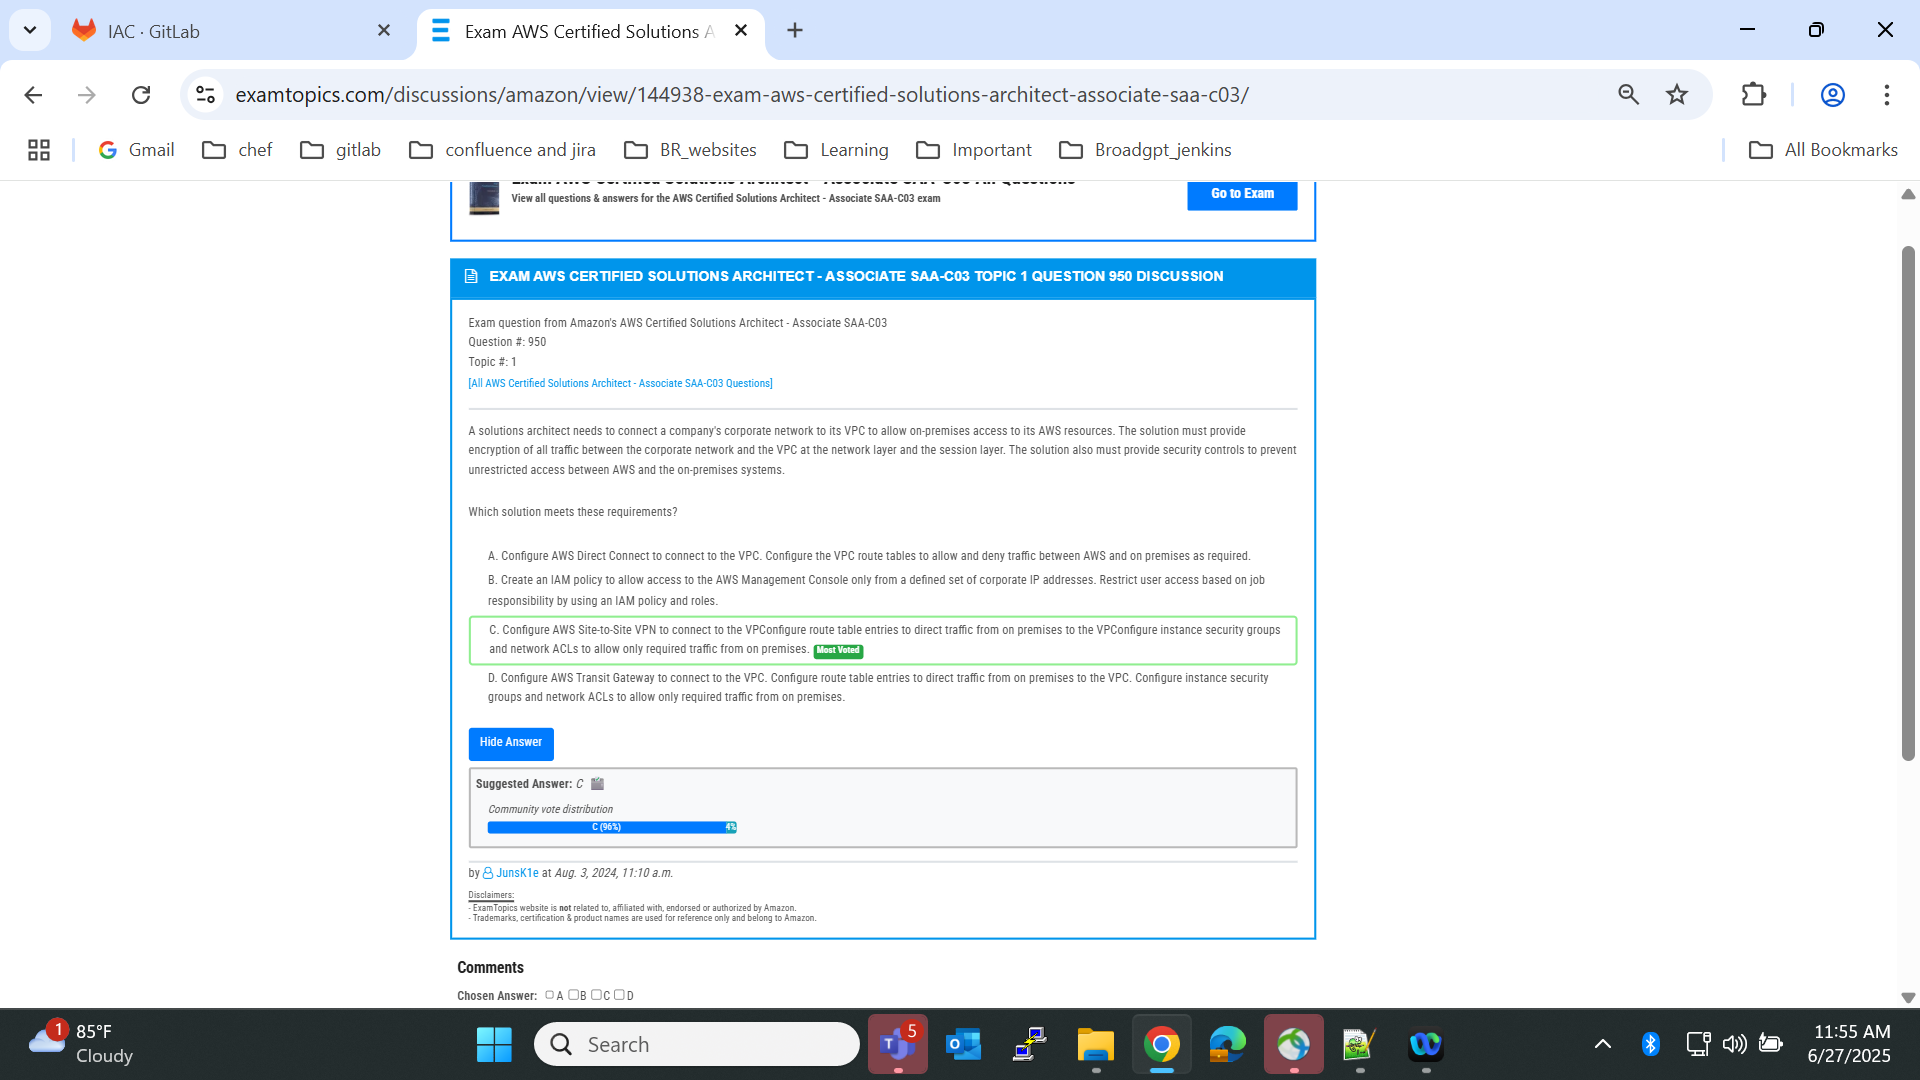 IAC · GitLab
Exam AWS Certified Solutions A
examtopics.com/discussions/amazon/view/144938-exam-aws-certified-solutions-architect-associate-saa-c03/
Gmail
chef
gitlab
confluence and jira
BR_websites
Learning
Important
Broadgpt_jenkins
All Bookmarks
Exam AWS Certified Solutions Architect - Associate SAA-C03 All Questions
View all questions & answers for the AWS Certified Solutions Architect - Associate SAA-C03 exam
Go to Exam
EXAM AWS CERTIFIED SOLUTIONS ARCHITECT - ASSOCIATE SAA-C03 TOPIC 1 QUESTION 950 DISCUSSION
Exam question from Amazon's AWS Certified Solutions Architect - Associate SAA-C03
Question #: 950
Topic #: 1
[All AWS Certified Solutions Architect - Associate SAA-C03 Questions]
A solutions architect needs to connect a company's corporate network to its VPC to allow on-premises access to its AWS resources. The solution must provide
encryption of all traffic between the corporate network and the VPC at the network layer and the session layer. The solution also must provide security controls to prevent
unrestricted access between AWS and the on-premises systems.
Which solution meets these requirements?
A. Configure AWS Direct Connect to connect to the VPC. Configure the VPC route tables to allow and deny traffic between AWS and on premises as required.
B. Create an IAM policy to allow access to the AWS Management Console only from a defined set of corporate IP addresses. Restrict user access based on job
responsibility by using an IAM policy and roles.
C. Configure AWS Site-to-Site VPN to connect to the VPConfigure route table entries to direct traffic from on premises to the VPConfigure instance security groups
and network ACLs to allow only required traffic from on premises. Most Voted
D. Configure AWS Transit Gateway to connect to the VPC. Configure route table entries to direct traffic from on premises to the VPC. Configure instance security
groups and network ACLs to allow only required traffic from on premises.
Hide Answer
Suggested Answer: C
Community vote distribution
C (96%)
4%
by JunsK1e at Aug. 3, 2024, 11:10 a.m.
Disclaimers:
- ExamTopics website is not related to, affiliated with, endorsed or authorized by Amazon.
- Trademarks, certification & product names are used for reference only and belong to Amazon.
Comments
Chosen Answer: A B C D
1
85°F
Cloudy
Search
5
11:55 AM
6/27/2025